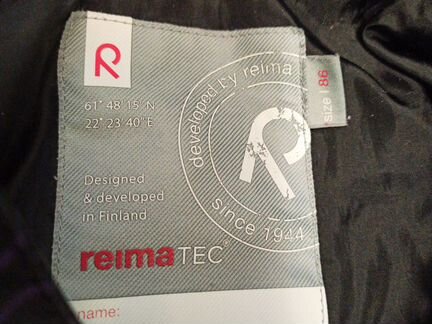 R
61° 48' 15" N
22° 23' 40" E
developed by reima
since 1944
R
size | 86
Designed
& developed
in Finland
reimaTEC®
name: